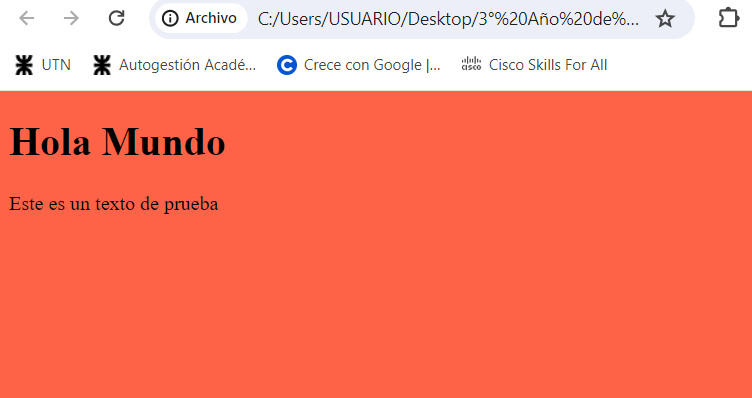 Archivo C:/Users/USUARIO/Desktop/3°%20Año%20de%...
UTN Autogestión Acadé... Crece con Google |... CISCO Cisco Skills For All
Hola Mundo
Este es un texto de prueba